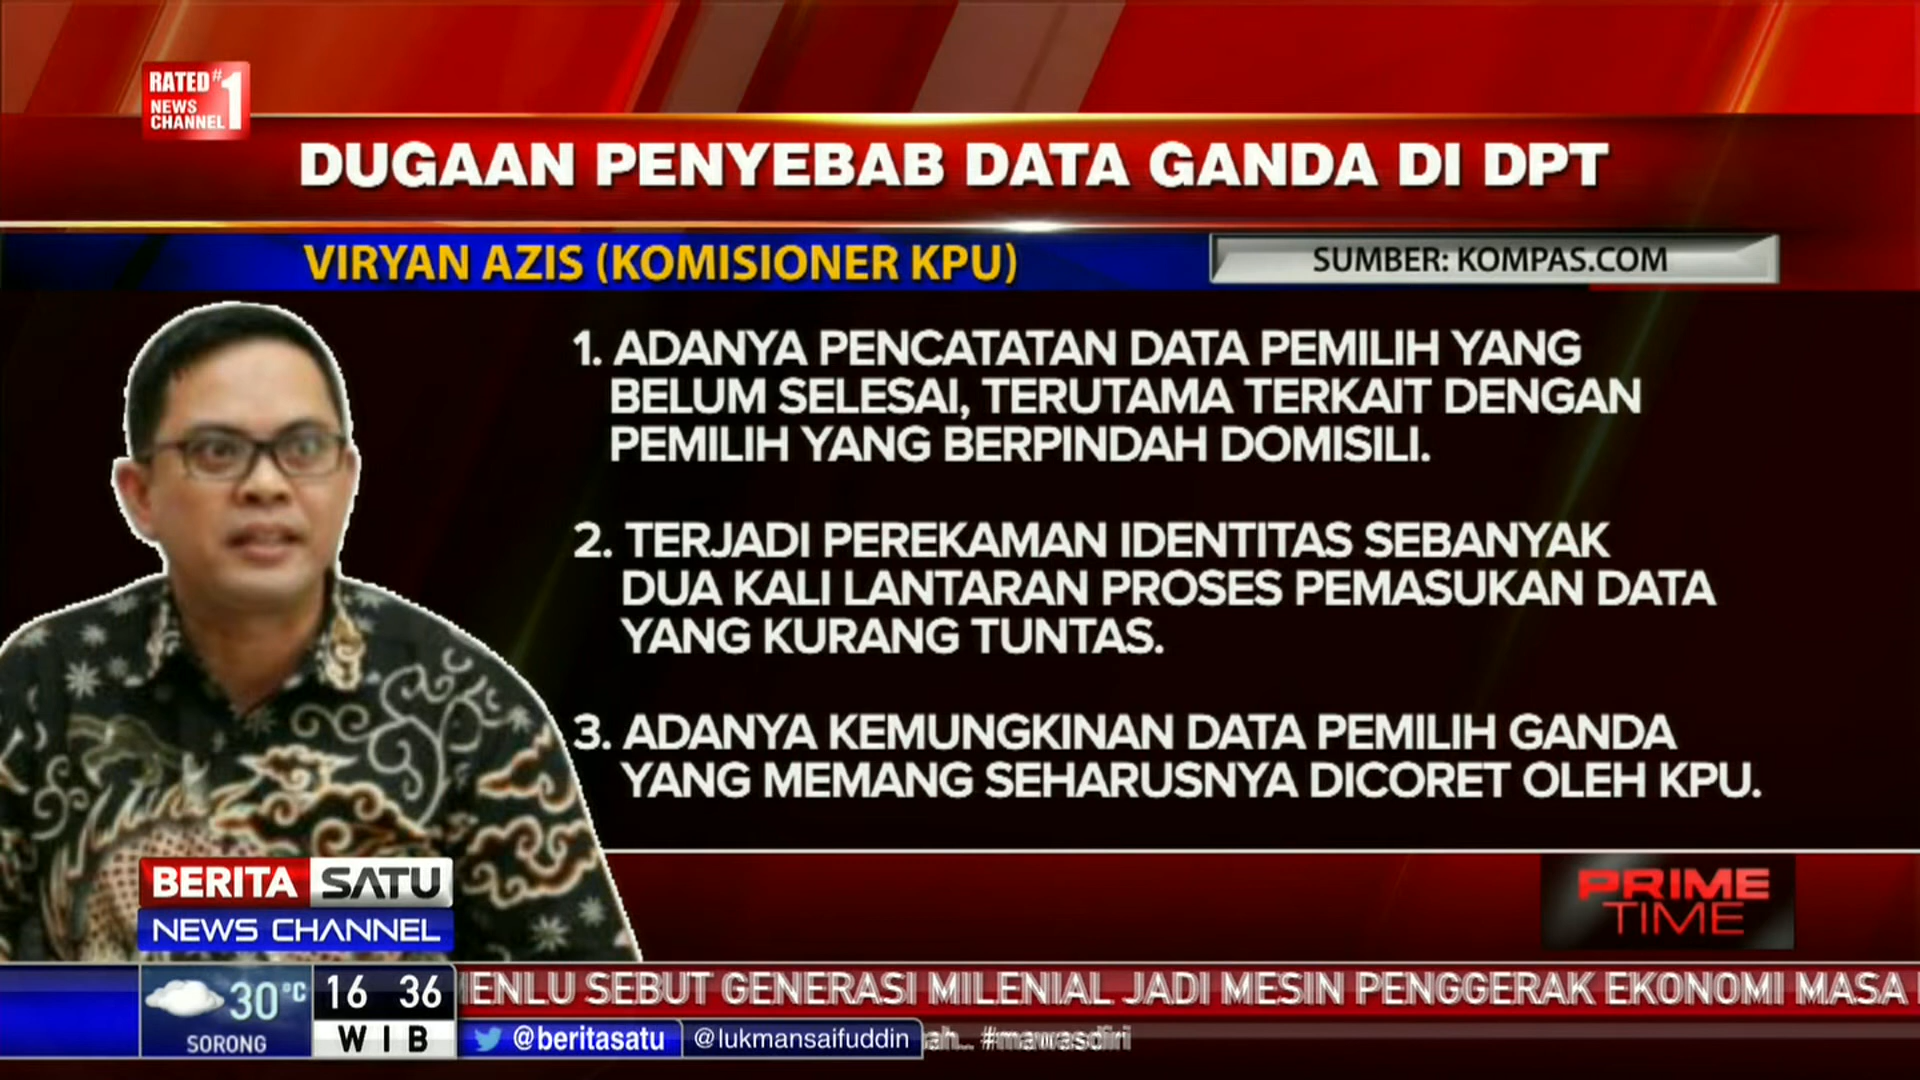 RATED #1
NEWS
CHANNEL
DUGAAN PENYEBAB DATA GANDA DI DPT
VIRYAN AZIS (KOMISIONER KPU)
SUMBER: KOMPAS.COM
1. ADANYA PENCATATAN DATA PEMILIH YANG
BELUM SELESAI, TERUTAMA TERKAIT DENGAN
PEMILIH YANG BERPINDAH DOMISILI.
2. TERJADI PEREKAMAN IDENTITAS SEBANYAK
DUA KALI LANTARAN PROSES PEMASUKAN DATA
YANG KURANG TUNTAS.
3. ADANYA KEMUNGKINAN DATA PEMILIH GANDA
YANG MEMANG SEHARUSNYA DICORET OLEH KPU.
BERITA SATU
NEWS CHANNEL
PRIME
TIME
30°C
SORONG
16 36
WIB
ENLU SEBUT GENERASI MILENIAL JADI MESIN PENGGERAK EKONOMI MASA
@beritasatu
@lukmansaifuddin
ah.. #mawasdiri